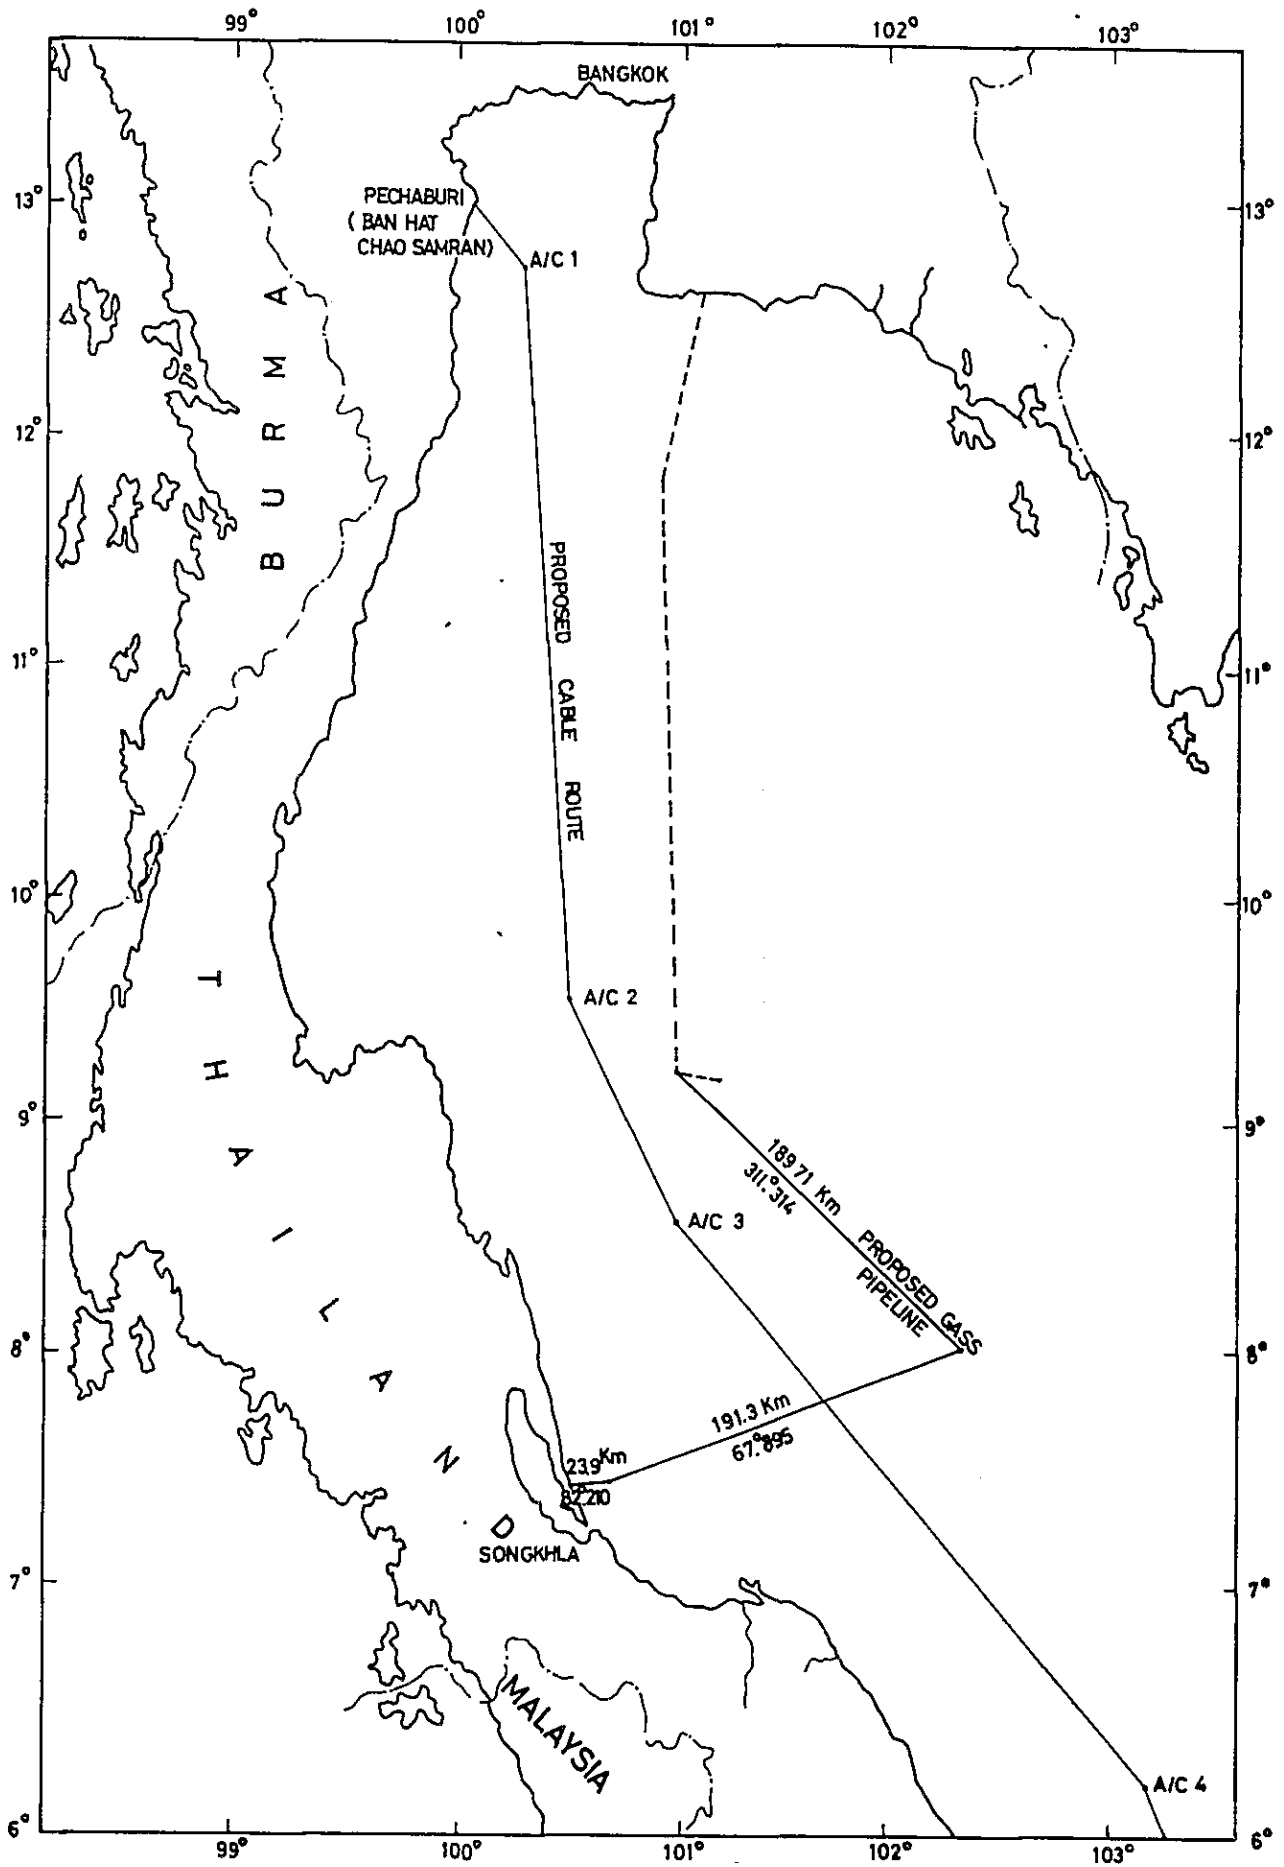 99° 100° 101° 102° 103°
BANGKOK
13° 13°
PECHABURI
( BAN HAT
CHAO SAMRAN)
A/C 1
BURMA
12° 12°
PROPOSED CABLE ROUTE
11° 11°
10° 10°
A/C 2
THAILAND
9° 9°
189 71 Km
311.°314
A/C 3
PROPOSED GASS
PIPELINE
8° 8°
191.3 Km
67.°895
23.9 Km
82°210
SONGKHLA
7° 7°
MALAYSIA
A/C 4
6° 6°
99° 100° 101° 102° 103°